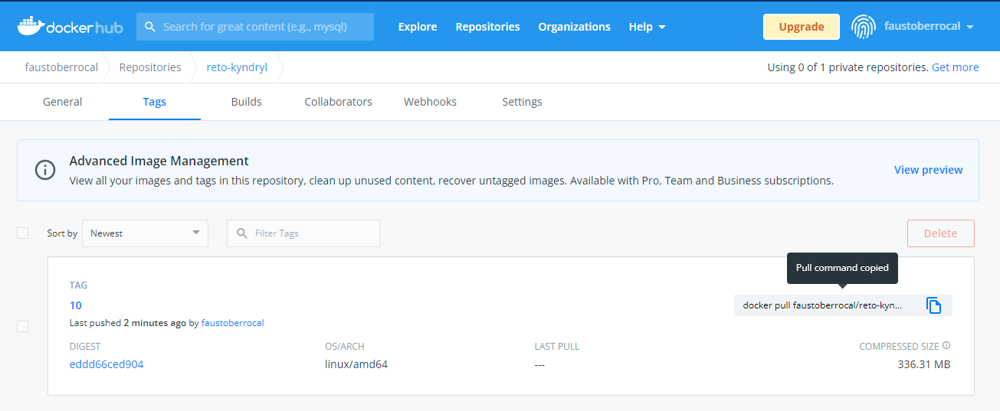 dockerhub Search for great content (e.g., mysql) Explore Repositories Organizations Help Upgrade faustoberrocal
faustoberrocal Repositories reto-kyndryl Using 0 of 1 private repositories. Get more
General Tags Builds Collaborators Webhooks Settings
Advanced Image Management
View all your images and tags in this repository, clean up unused content, recover untagged images. Available with Pro, Team and Business subscriptions.
View preview
Sort by Newest Filter Tags Delete
Pull command copied
TAG
10
docker pull faustoberrocal/reto-kyn...
Last pushed 2 minutes ago by faustoberrocal
DIGEST OS/ARCH LAST PULL COMPRESSED SIZE
eddd66ced904 linux/amd64 --- 336.31 MB